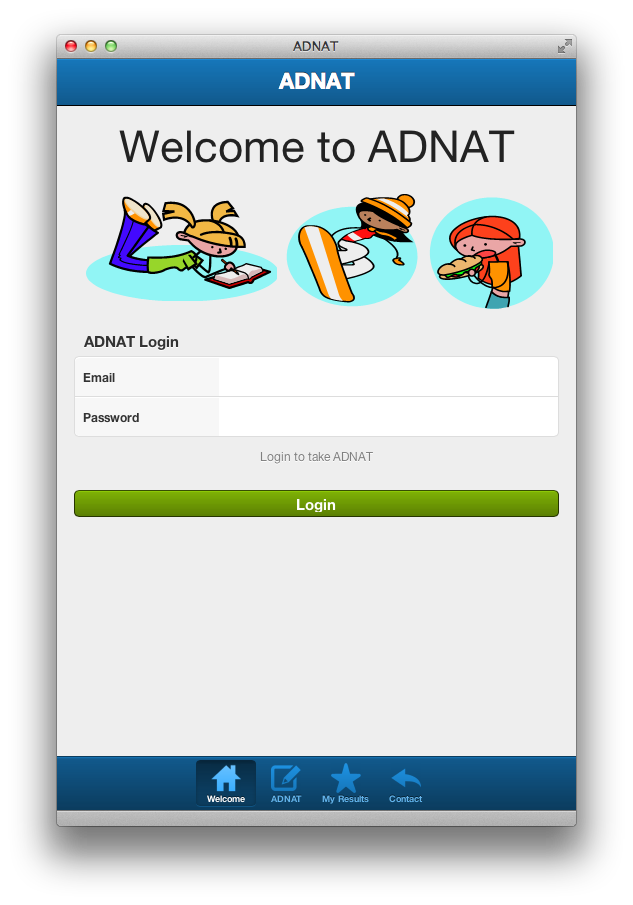 ADNAT
ADNAT
Welcome to ADNAT
ADNAT Login
Email
Password
Login to take ADNAT
Login
Welcome
ADNAT
My Results
Contact